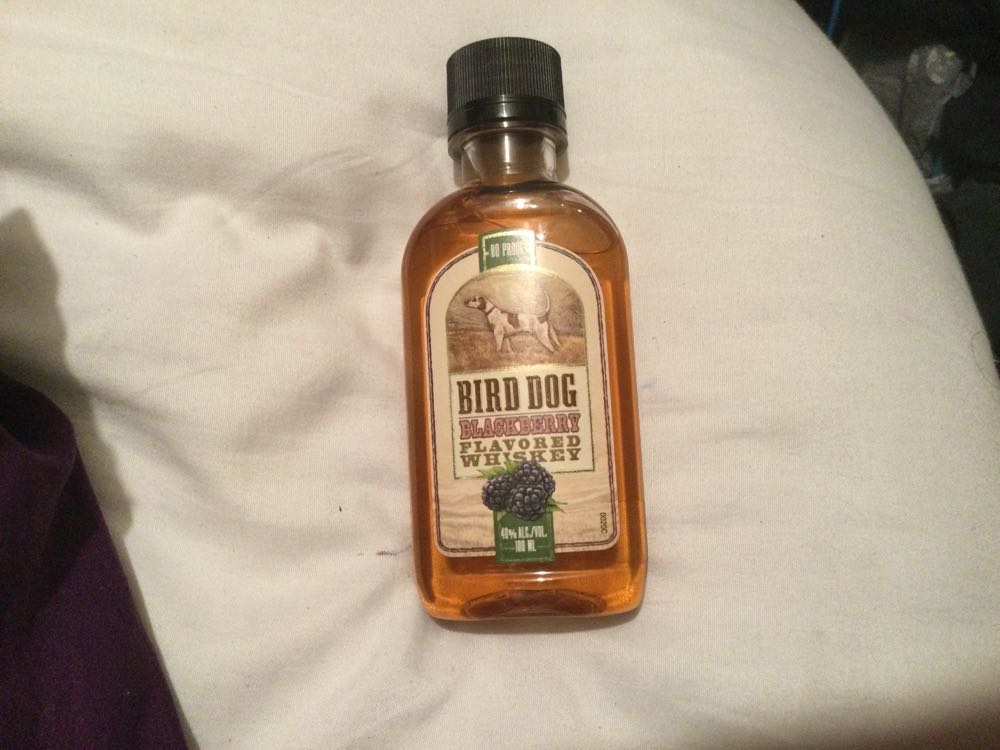 80 PROOF
BIRD DOG
BLACKBERRY
FLAVORED
WHISKEY
40% ALC./VOL.
100 ML